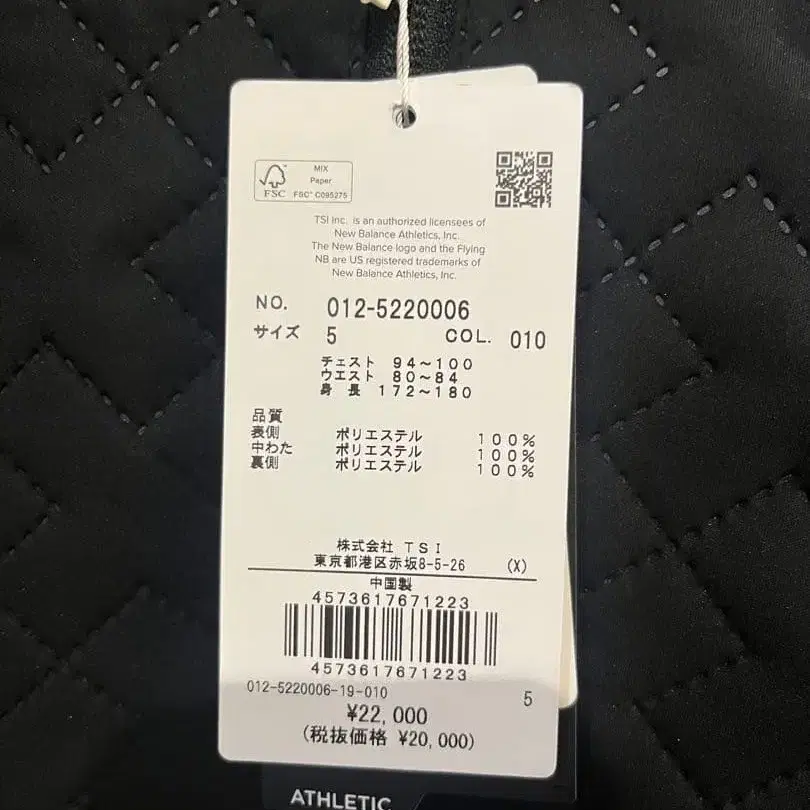 MIX
Paper
FSC
FSC® C095275
TSI Inc. is an authorized licensees of
New Balance Athletics, Inc.
The New Balance logo and the Flying
NB are US registered trademarks of
New Balance Athletics, Inc.
NO. 012-5220006
サイズ 5 COL. 010
チェスト 94~100
ウエスト 80~84
身 長 172~180
品質
表側 ポリエステル 100%
中わた ポリエステル 100%
裏側 ポリエステル 100%
株式会社 TSI
東京都港区赤坂8-5-26 (X)
中国製
4573617671223
4573617671223
012-5220006-19-010 5
¥22,000
(税抜価格 ¥20,000)
ATHLETIC